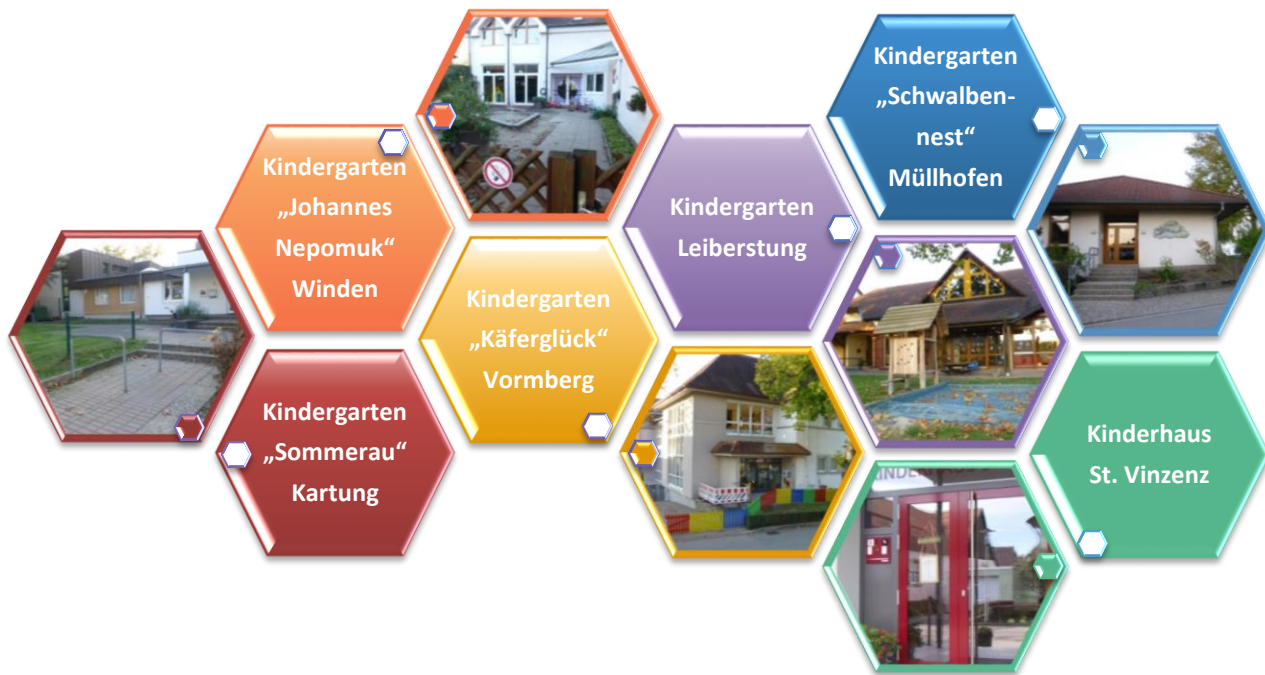 Kindergarten
„Schwalben-
nest“
Müllhofen
Kindergarten
„Johannes
Nepomuk“
Winden
Kindergarten
Leiberstung
Kindergarten
„Käferglück“
Vormberg
Kindergarten
„Sommerau“
Kartung
Kinderhaus
St. Vinzenz